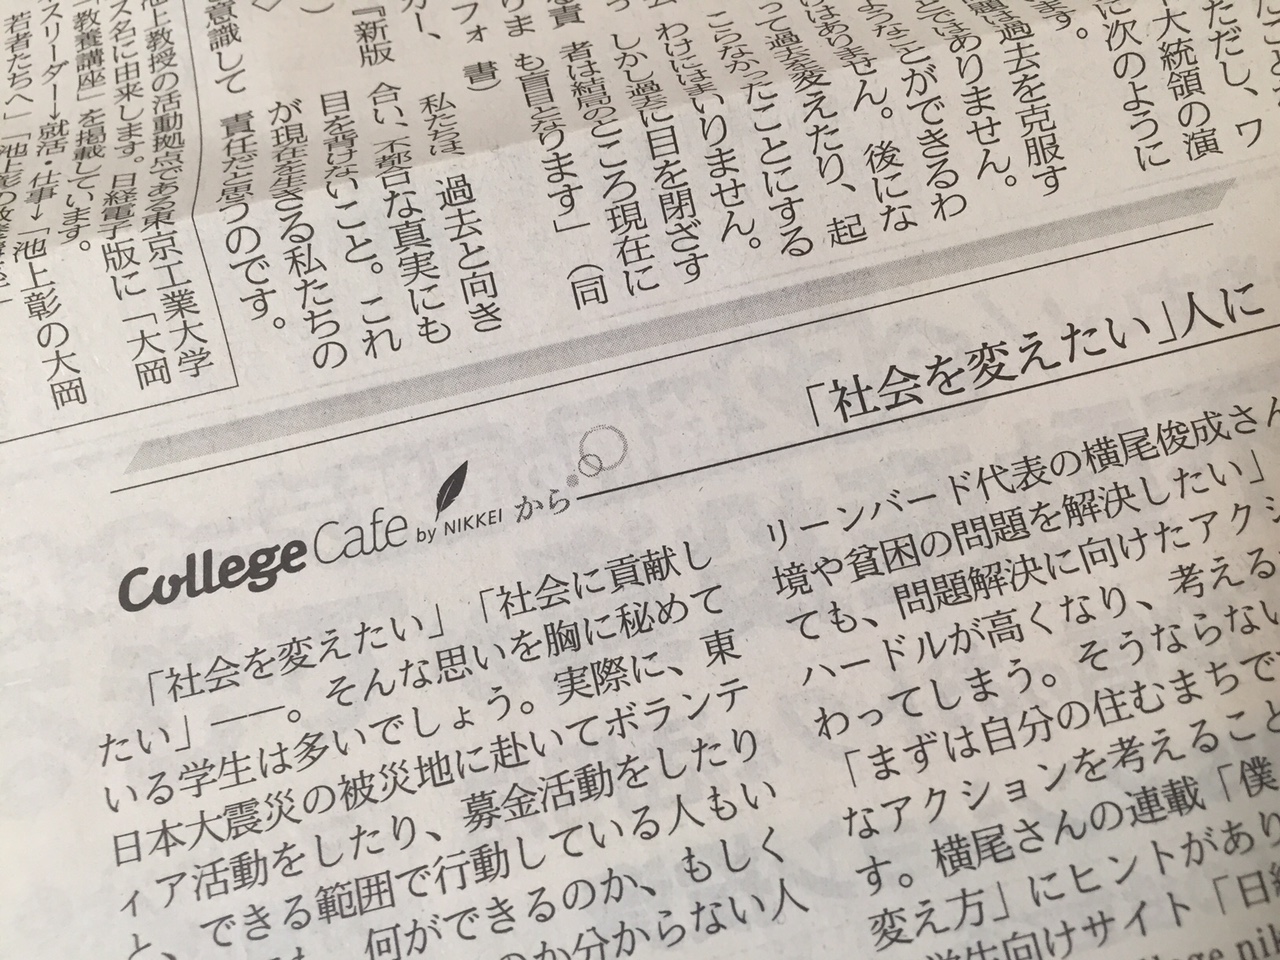 たこと
ただし、ワ
大統領の演
に次のように
す。
は過去を克服す
ありません。
ことができるわ
ありません。後にな
って過去を変えたり、起
こらなかったことにする
わけにはまいりません。
しかし過去に目を閉ざす
者は結局のところ現在に
も盲目となります」（同
書）
私たちは、過去と向き
合い、不都合な真実にも
目を背けないこと。これ
が現在を生きる私たちの
責任だと思うのです。
『新版
意識して
池上教授の活動拠点である東京工業大学
名に由来します。日経電子版に「大岡
「教養講座」を掲載しています。
スリーダー→就活・仕事→「池上彰の大岡
若者たちへ」
「社会を変えたい」人に
College Cafe by NIKKEI から
「社会を変えたい」「社会に貢献し
たい」――。そんな思いを胸に秘めて
いる学生は多いでしょう。実際に、東
日本大震災の被災地に赴いてボランテ
ィア活動をしたり、募金活動をしたり
と、できる範囲で行動している人もい
何ができるのか、もしく
のか分からない人
リーンバード代表の横尾俊成さん
境や貧困の問題を解決したい」
ても、問題解決に向けたアクシ
ハードルが高くなり、考える
わってしまう。そうならない
「まずは自分の住むまちで
なアクションを考えること
す。横尾さんの連載「僕
変え方」にヒントがあり
学生向けサイト「日経